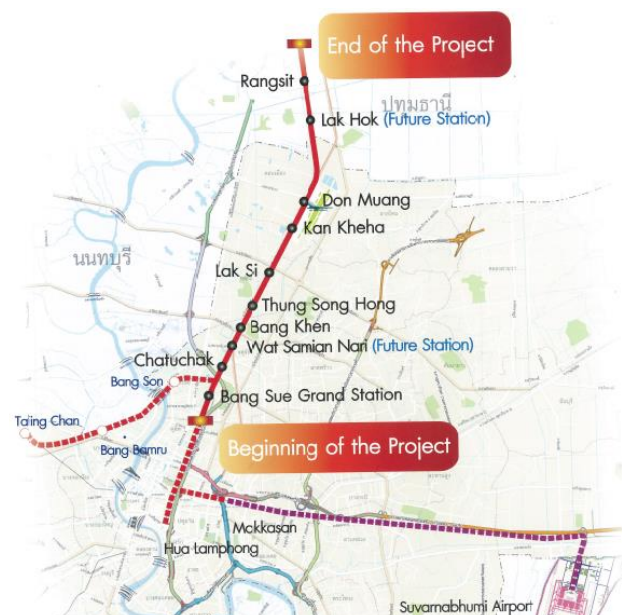 End of the Project
Rangsit
ปทุมธานี
Lak Hok (Future Station)
Don Muang
Kan Kheha
นนทบุรี
Lak Si
Thung Song Hong
Bang Khen
Wat Samian Nari (Future Station)
Chatuchak
Bang Son
Bang Sue Grand Station
Taing Chan
Bang Bamru
Beginning of the Project
Mckkasan
Hua Lamphong
Suvarnabhumi Airport